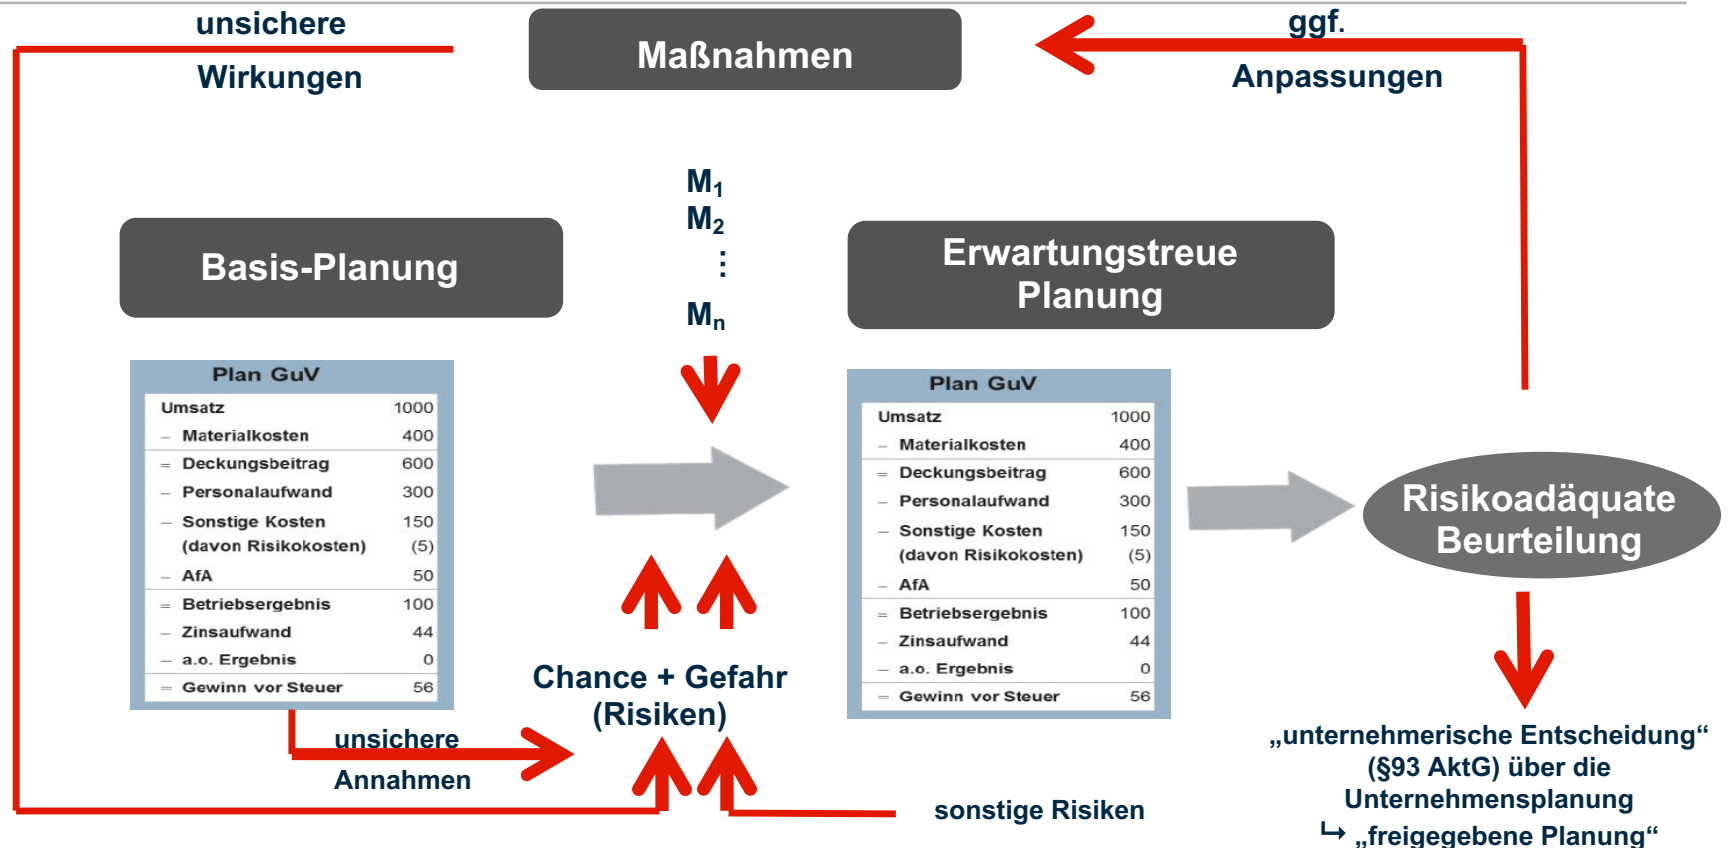 unsichere
Wirkungen
Maßnahmen
ggf.
Anpassungen
M₁
M₂
⋮
Mₙ
Basis-Planung
Erwartungstreue
Planung
Plan GuV
Umsatz 1000
– Materialkosten 400
= Deckungsbeitrag 600
– Personalaufwand 300
– Sonstige Kosten 150
(davon Risikokosten) (5)
– AfA 50
= Betriebsergebnis 100
– Zinsaufwand 44
– a.o. Ergebnis 0
= Gewinn vor Steuer 56
unsichere
Annahmen
Chance + Gefahr
(Risiken)
sonstige Risiken
Plan GuV
Umsatz 1000
– Materialkosten 400
= Deckungsbeitrag 600
– Personalaufwand 300
– Sonstige Kosten 150
(davon Risikokosten) (5)
– AfA 50
= Betriebsergebnis 100
– Zinsaufwand 44
– a.o. Ergebnis 0
= Gewinn vor Steuer 56
Risikoadäquate
Beurteilung
„unternehmerische Entscheidung“
(§93 AktG) über die
Unternehmensplanung
↳ „freigegebene Planung“